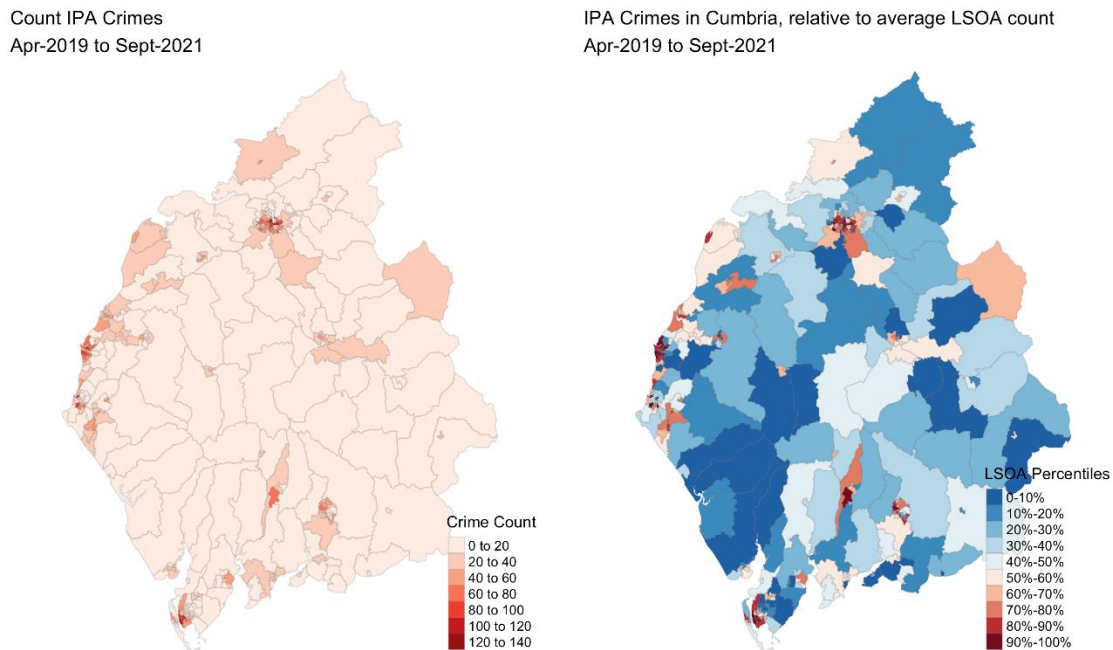 Count IPA Crimes
Apr-2019 to Sept-2021
Crime Count
0 to 20
20 to 40
40 to 60
60 to 80
80 to 100
100 to 120
120 to 140
IPA Crimes in Cumbria, relative to average LSOA count
Apr-2019 to Sept-2021
LSOA Percentiles
0-10%
10%-20%
20%-30%
30%-40%
40%-50%
50%-60%
60%-70%
70%-80%
80%-90%
90%-100%